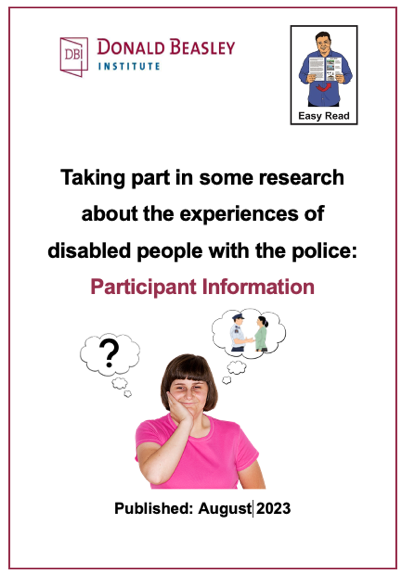 DBI
DONALD BEASLEY
INSTITUTE
Easy Read
Taking part in some research
about the experiences of
disabled people with the police:
Participant Information
?
Published: August 2023